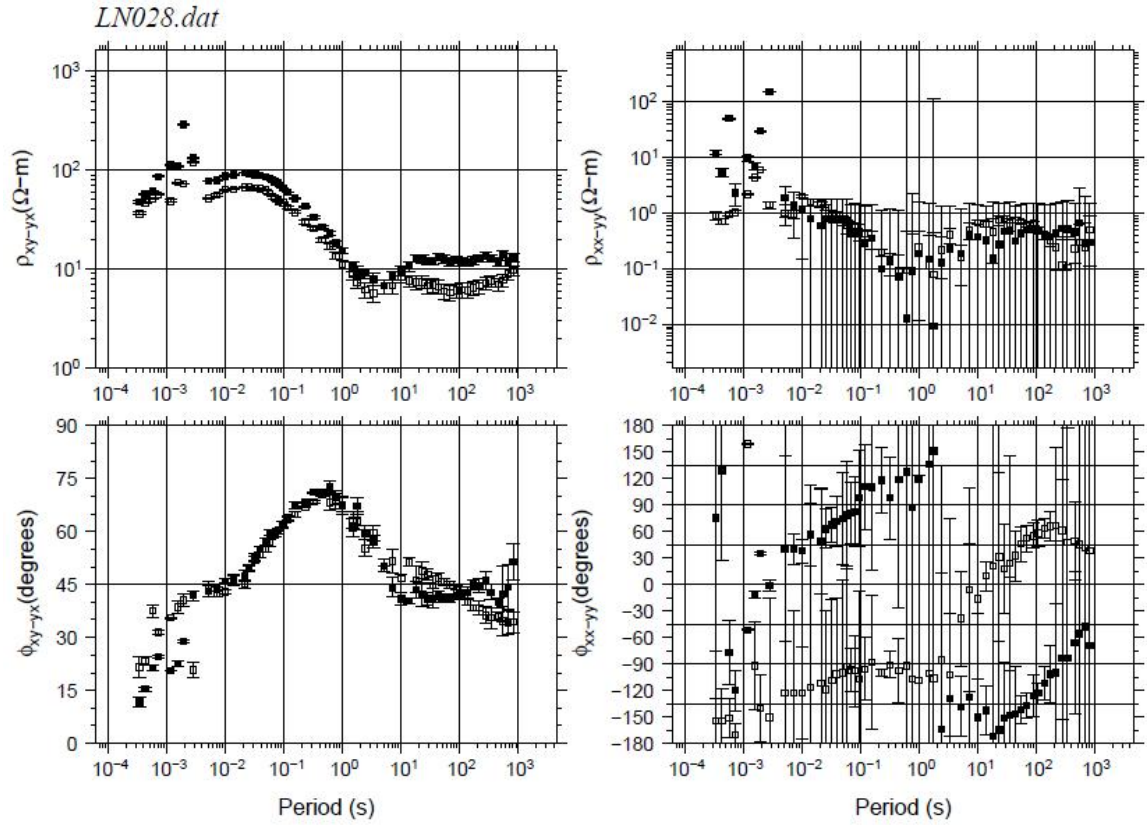 LN028.dat
ρxy−yx(Ω−m)
10³
10²
10¹
10⁰
10⁻⁴ 10⁻³ 10⁻² 10⁻¹ 10⁰ 10¹ 10² 10³
ρxx−yy(Ω−m)
10²
10¹
10⁰
10⁻¹
10⁻²
10⁻⁴ 10⁻³ 10⁻² 10⁻¹ 10⁰ 10¹ 10² 10³
ϕxy−yx(degrees)
90
75
60
45
30
15
0
10⁻⁴ 10⁻³ 10⁻² 10⁻¹ 10⁰ 10¹ 10² 10³
Period (s)
ϕxx−yy(degrees)
180
150
120
90
60
30
0
−30
−60
−90
−120
−150
−180
10⁻⁴ 10⁻³ 10⁻² 10⁻¹ 10⁰ 10¹ 10² 10³
Period (s)